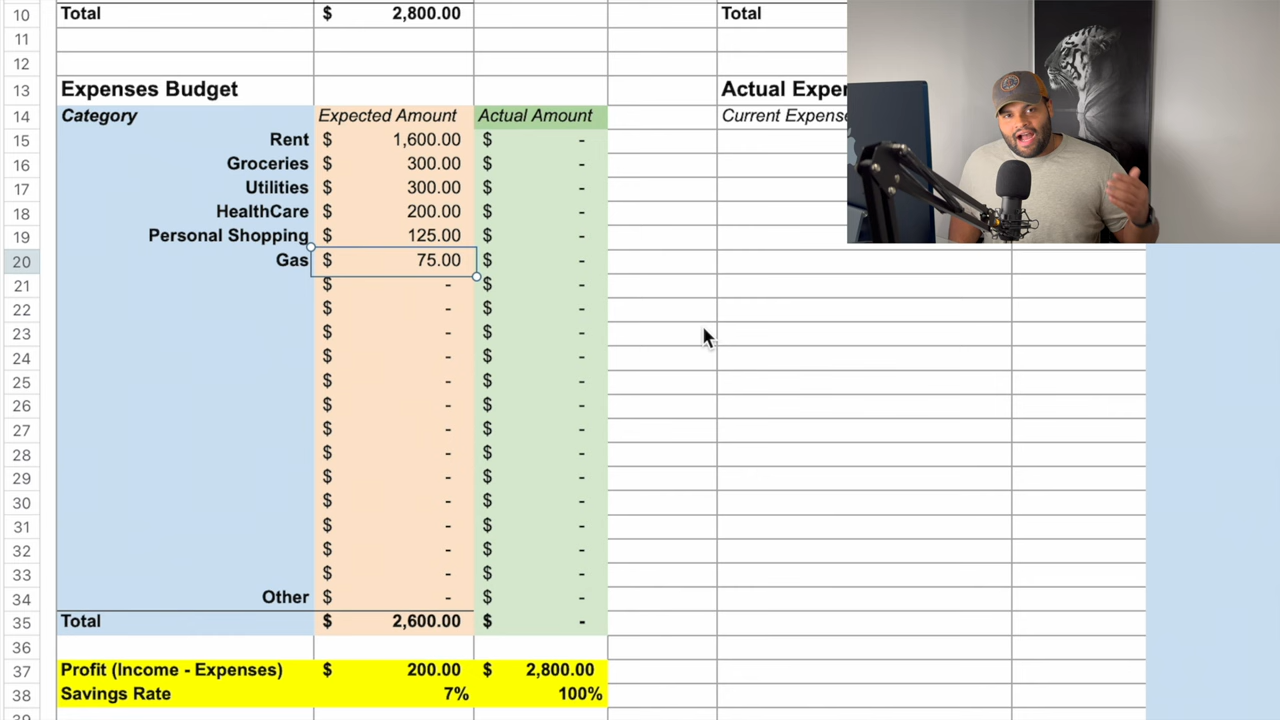 10 Total $ 2,800.00 Total
11
12
13 Expenses Budget Actual Exper
14 Category Expected Amount Actual Amount Current Expense
15 Rent $ 1,600.00 $ -
16 Groceries $ 300.00 $ -
17 Utilities $ 300.00 $ -
18 HealthCare $ 200.00 $ -
19 Personal Shopping $ 125.00 $ -
20 Gas $ 75.00 $ -
21 $ - $ -
22 $ - $ -
23 $ - $ -
24 $ - $ -
25 $ - $ -
26 $ - $ -
27 $ - $ -
28 $ - $ -
29 $ - $ -
30 $ - $ -
31 $ - $ -
32 $ - $ -
33 $ - $ -
34 Other $ - $ -
35 Total $ 2,600.00 $ -
36
37 Profit (Income - Expenses) $ 200.00 $ 2,800.00
38 Savings Rate 7% 100%